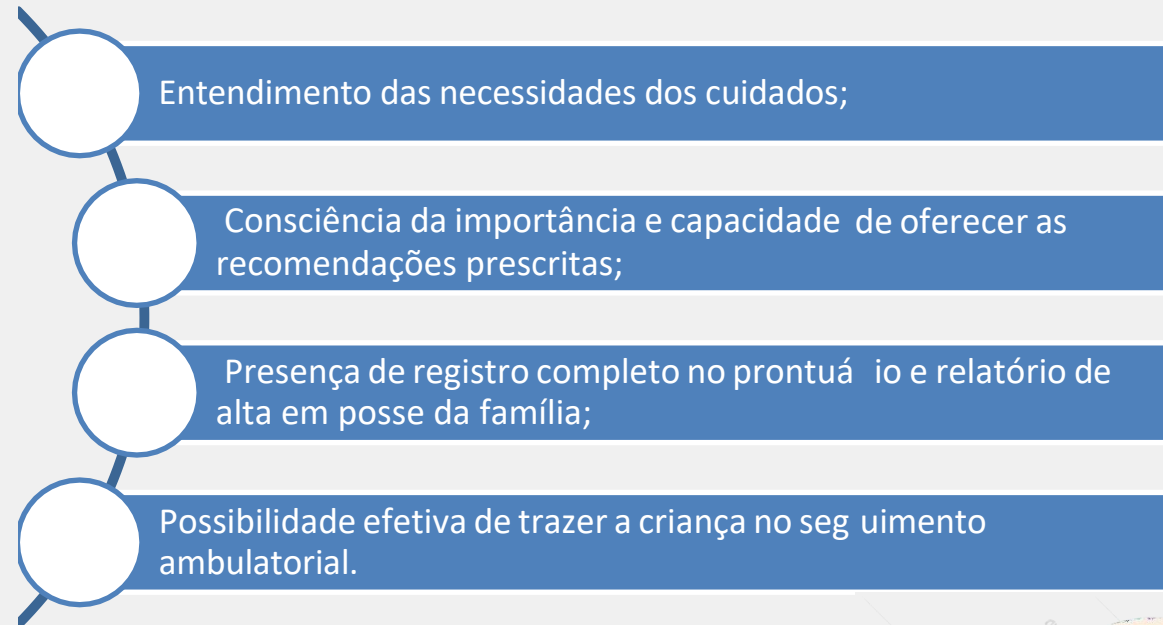 Entendimento das necessidades dos cuidados;
Consciência da importância e capacidade de oferecer as
recomendações prescritas;
Presença de registro completo no prontuá io e relatório de
alta em posse da família;
Possibilidade efetiva de trazer a criança no seg uimento
ambulatorial.